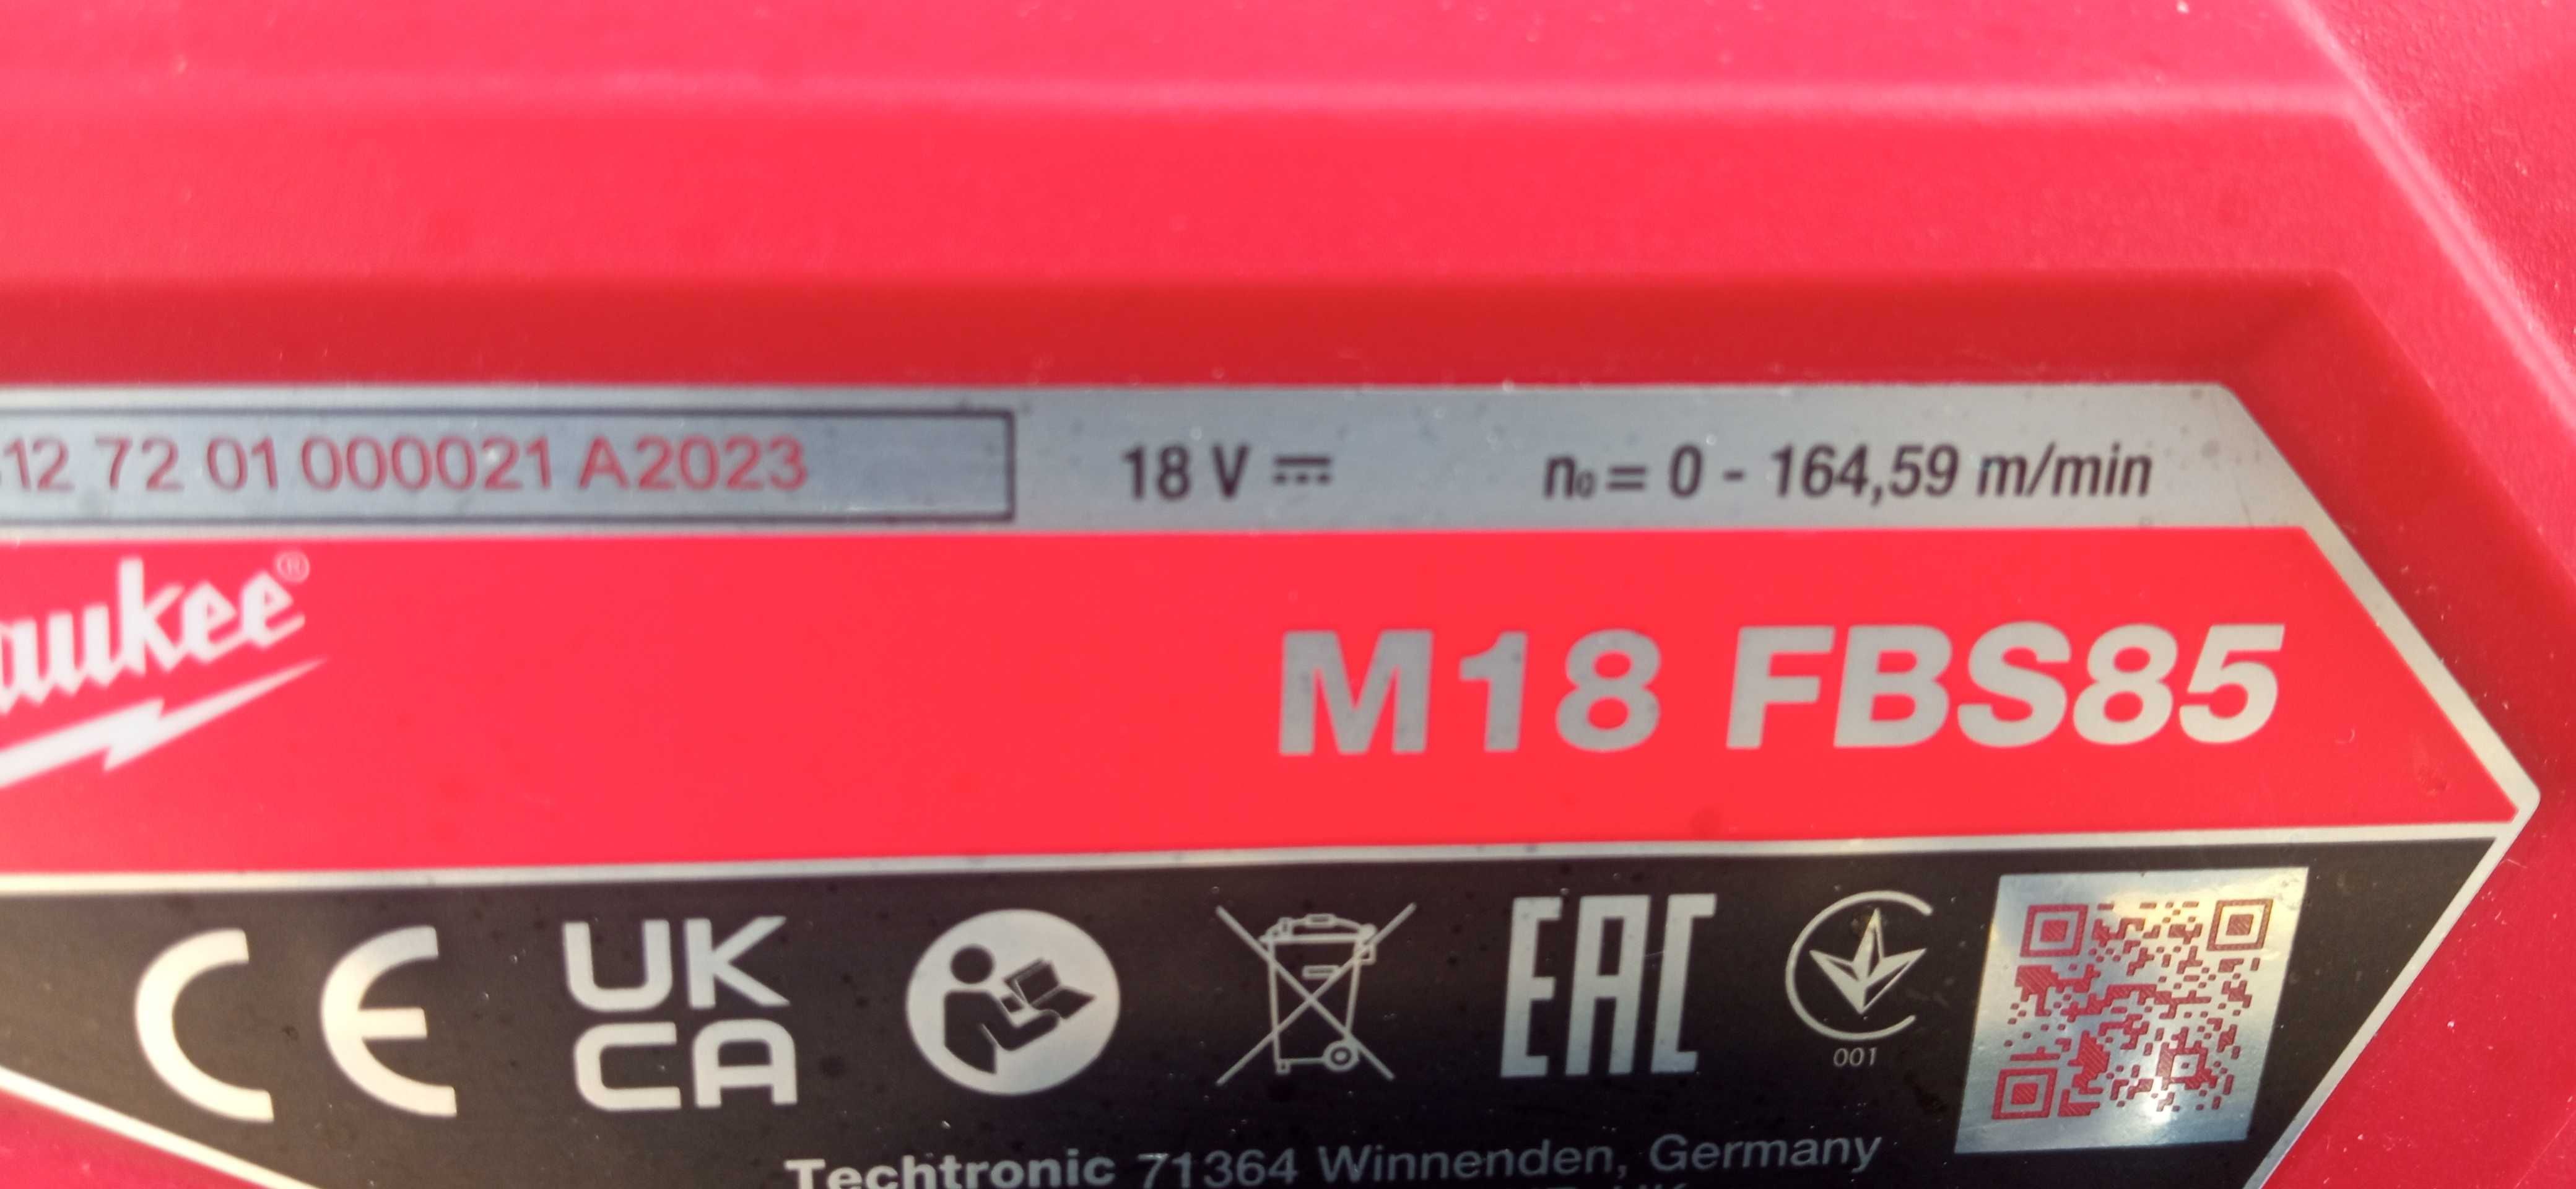 12 72 01 000021 A2023 18 V n₀ = 0 - 164,59 m/min
aukee®
M18 FBS85
CE UK CA EAC
001
Techtronic 71364 Winnenden, Germany